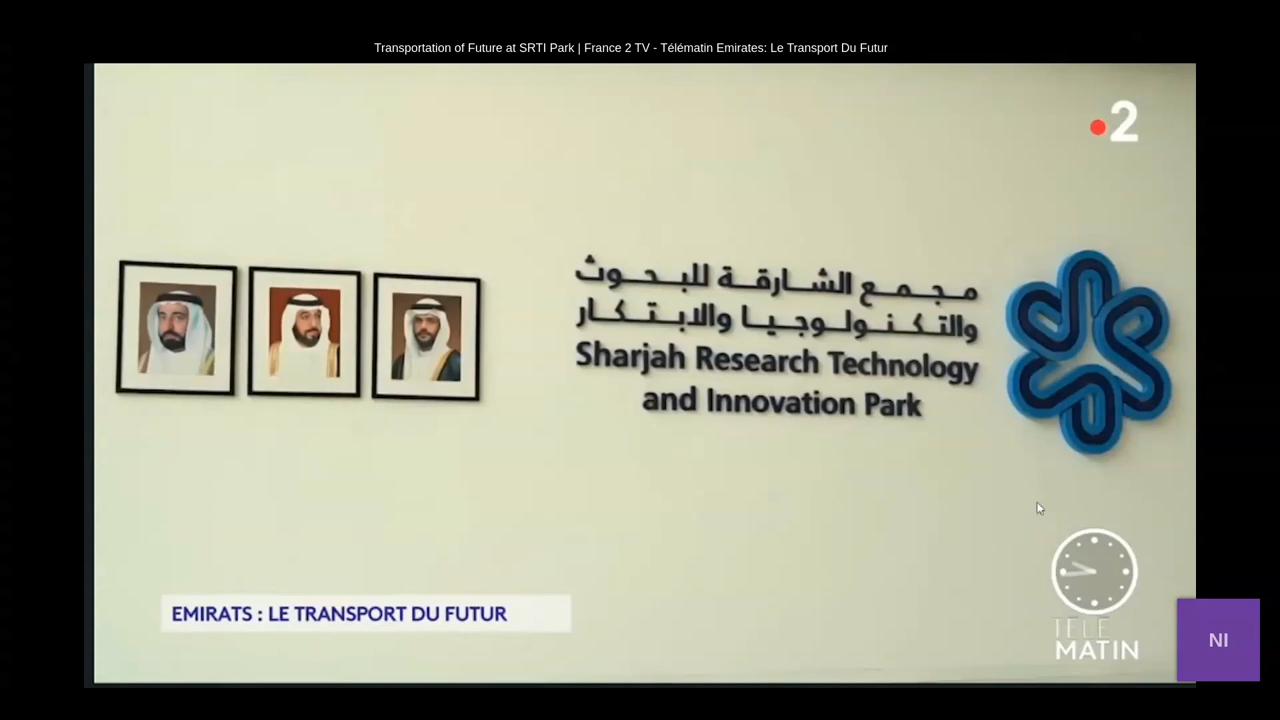 Transportation of Future at SRTI Park | France 2 TV - Télématin Emirates: Le Transport Du Futur
2
مجمع الشارقة للبحوث
والتكنولوجيا والابتكار
Sharjah Research Technology
and Innovation Park
EMIRATS : LE TRANSPORT DU FUTUR
TÉLÉ
MATIN
NI